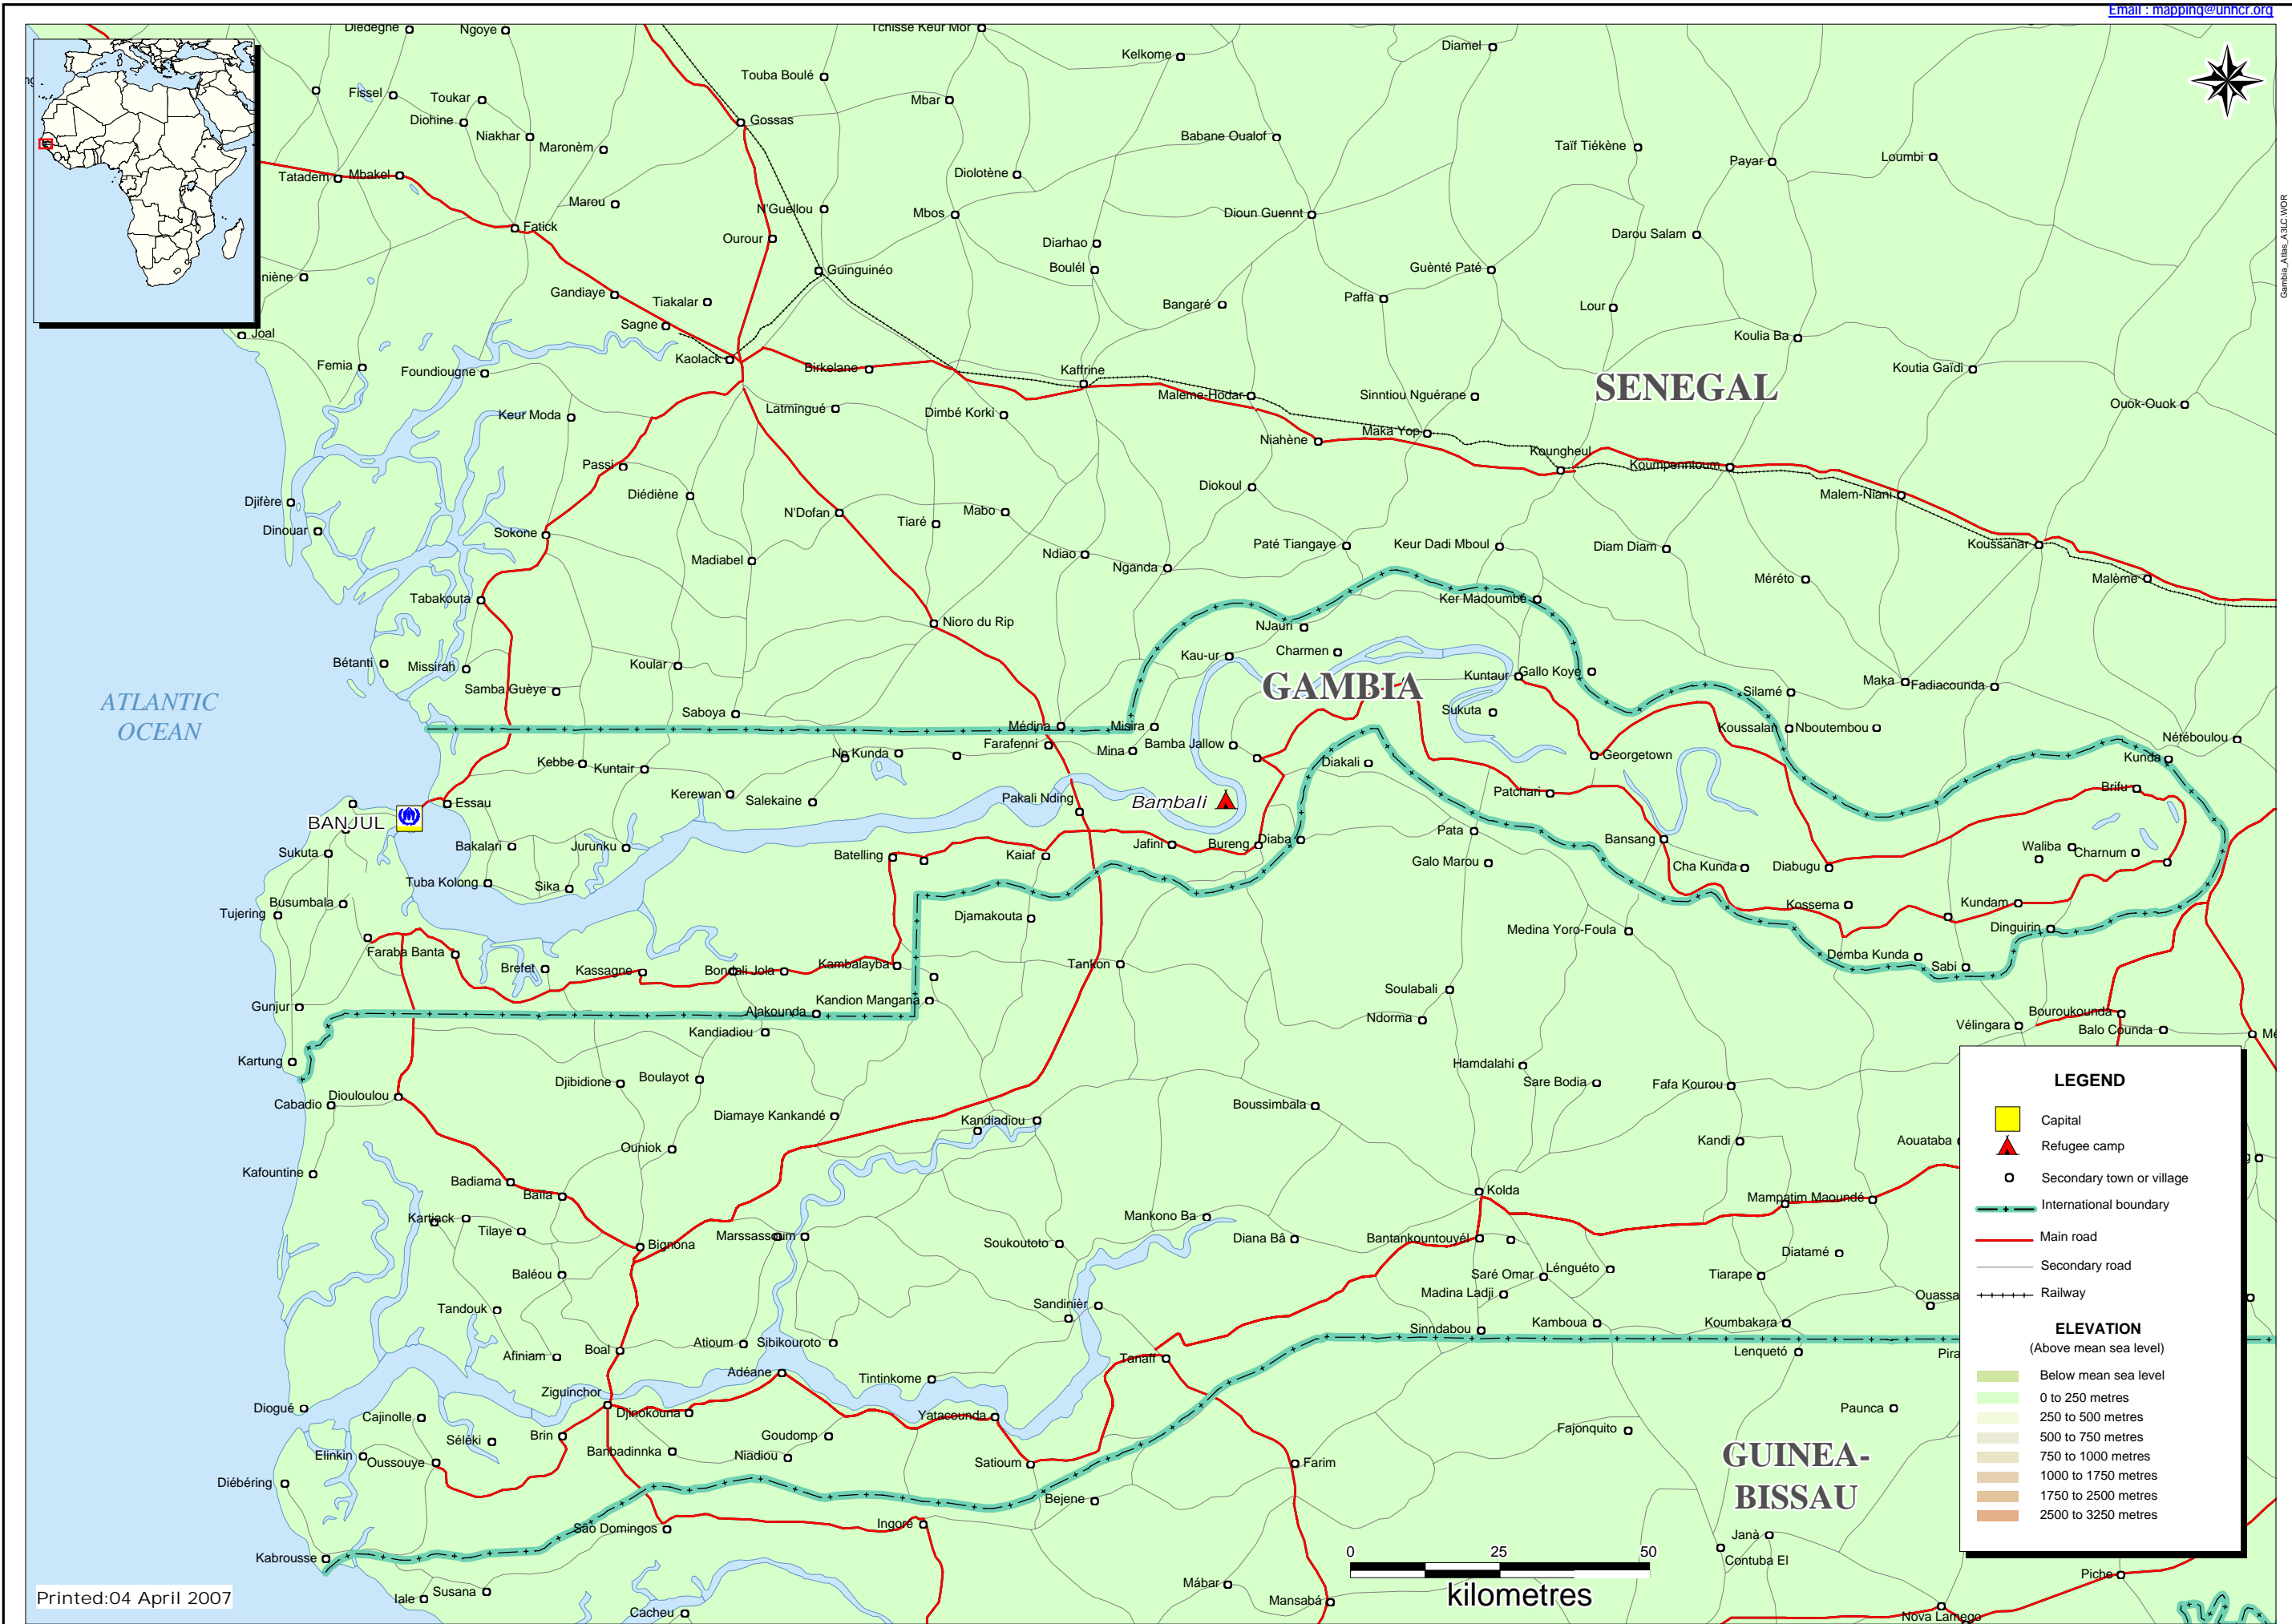 Email : mapping@unhcr.org
Gambia_Atlas_A3LC.WOR
Diedegne
Ngoye
Tchisse Keur Mor
Kelkome
Diamel
Touba Boulé
Fissel
Toukar
Mbar
Diohine
Gossas
Niakhar
Maronèm
Babane Oualof
Taïf Tiékène
Payar
Loumbi
Tatadem
Mbakel
Diolotène
Marou
N'Guellou
Mbos
Dioun Guennt
Fatick
Ourour
Diarhao
Darou Salam
Guinguinéo
Boulél
Guènté Paté
nième
Gandiaye
Tiakalar
Bangaré
Paffa
Lour
Sagne
Joal
Koulia Ba
Kaolack
Femia
Foundiougne
Birkelane
Kaffrine
Koutia Gaïdi
SENEGAL
Keur Moda
Latmingué
Dimbé Korki
Maleme-Hodar
Sinntiou Nguérane
Ouok-Ouok
Niahène
Maka Yop
Passi
Koungheul
Koumpenntoum
Diédiène
Diokoul
Malem-Niani
Djifère
N'Dofan
Tiaré
Mabo
Dinouar
Sokone
Madiabel
Ndiao
Nganda
Paté Tiangaye
Keur Dadi Mboul
Diam Diam
Koussanar
Méréto
Malème
Tabakouta
Ker Madoumbé
Nioro du Rip
NJauri
Bétanti
Missirah
Koular
Kau-ur
Charmen
Samba Guèye
GAMBIA
Kuntaur
Gallo Koye
Silamé
Maka
Fadiacounda
ATLANTIC
OCEAN
Saboya
Médina
Misira
Sukuta
Koussalan
Nboutembou
Nétéboulou
Kebbe
Kuntair
No Kunda
Farafenni
Mina
Bamba Jallow
Diakali
Georgetown
Kunda
Essau
Kerewan
Salekaine
Pakali Nding
Bambali
Patchari
Brifu
BANJUL
Sukuta
Bakalari
Jurunku
Batelling
Kaiaf
Jafini
Bureng
Diaba
Pata
Galo Marou
Bansang
Cha Kunda
Diabugu
Waliba
Charnum
Tuba Kolong
Sika
Busumbala
Tujering
Djamakouta
Medina Yoro-Foula
Kossema
Kundam
Dinguirin
Faraba Banta
Brefet
Kassagne
Bondali Jola
Kambalayba
Tankon
Demba Kunda
Sabi
Gunjur
Alakounda
Kandion Mangana
Soulabali
Ndorma
Kandiadiou
Vélingara
Bouroukounda
Balo Counda
Mé
Kartung
Djibidione
Boulayot
Hamdalahi
Sare Bodia
Fafa Kourou
Cabadio
Diouloulou
Diamaye Kankandé
Kandiadiou
Boussimbala
Ouniok
Kandi
Aouataba
Kafountine
Badiama
Baïla
Kolda
Mampatim Maoundé
Kartiack
Tilaye
Bignona
Marssassoum
Soukoutoto
Mankono Ba
Diana Bâ
Bantankountouyél
Diatamé
Baléou
Saré Omar
Lénguéto
Tiarape
Madina Ladji
Tandouk
Sandinièr
Ouassa
Afiniam
Boal
Atioum
Sibikouroto
Sinndabou
Kamboua
Koumbakara
Lenquetó
Pira
Tanaff
Adéane
Tintinkome
Ziguinchor
Diogué
Cajinolle
Djinokouna
Yatacounda
Paunca
Séléki
Brin
Goudomp
Fajonquito
Elinkin
Oussouye
Banbadinnka
Niadiou
Satioum
Farim
GUINEA-
BISSAU
Diébéring
Bejene
São Domingos
Ingore
Janà
Contuba El
Kabrousse
Iale
Susana
Mábar
Mansabá
Piche
Cacheu
Nova Lamego
LEGEND
Capital
Refugee camp
Secondary town or village
International boundary
Main road
Secondary road
Railway
ELEVATION
(Above mean sea level)
Below mean sea level
0 to 250 metres
250 to 500 metres
500 to 750 metres
750 to 1000 metres
1000 to 1750 metres
1750 to 2500 metres
2500 to 3250 metres
0 25 50
kilometres
Printed:04 April 2007